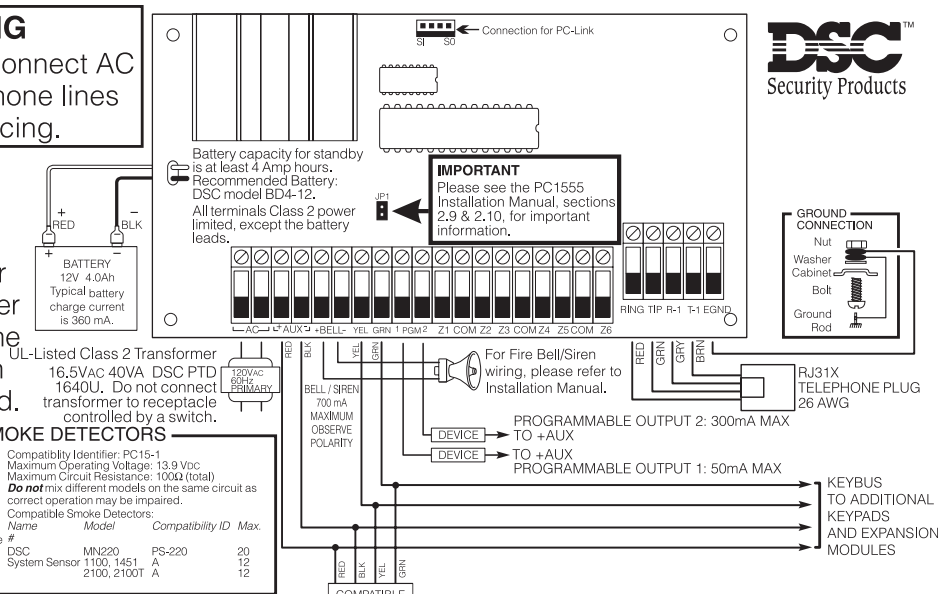 NG
onnect AC
none lines
cing.
Connection for PC-Link
SI SO
DSC™
Security Products
Battery capacity for standby
is at least 4 Amp hours.
Recommended Battery:
DSC model BD4-12.
All terminals Class 2 power
limited, except the battery
leads.
JP1
IMPORTANT
Please see the PC1555
Installation Manual, sections
2.9 & 2.10, for important
information.
+ −
RED BLK
+ −
BATTERY
12V 4.0Ah
Typical battery
charge current
is 360 mA.
GROUND
CONNECTION
Nut
Washer
Cabinet
Bolt
Ground
Rod
AC + AUX - +BELL- YEL GRN 1 PGM 2 Z1 COM Z2 Z3 COM Z4 Z5 COM Z6
RING TIP R-1 T-1 EGND
r
er
ne
n
d.
UL-Listed Class 2 Transformer
16.5VAC 40VA DSC PTD
1640U. Do not connect
transformer to receptacle
controlled by a switch.
120VAC
60Hz
PRIMARY
RED BLK YEL GRN
BELL / SIREN
700 mA
MAXIMUM
OBSERVE
POLARITY
For Fire Bell/Siren
wiring, please refer to
Installation Manual.
RED GRN GRY BRN
RJ31X
TELEPHONE PLUG
26 AWG
PROGRAMMABLE OUTPUT 2: 300mA MAX
DEVICE TO +AUX
DEVICE TO +AUX
PROGRAMMABLE OUTPUT 1: 50mA MAX
KEYBUS
TO ADDITIONAL
KEYPADS
AND EXPANSION
MODULES
MOKE DETECTORS
Compatiblity Identifier: PC15-1
Maximum Operating Voltage: 13.9 VDC
Maximum Circuit Resistance: 100Ω (total)
Do not mix different models on the same circuit as
correct operation may be impaired.
Compatible Smoke Detectors:
Name Model Compatibility ID Max.
e #
DSC MN220 PS-220 20
System Sensor 1100, 1451 A 12
2100, 2100T A 12
RED BLK YEL GRN
COMPATIBLE